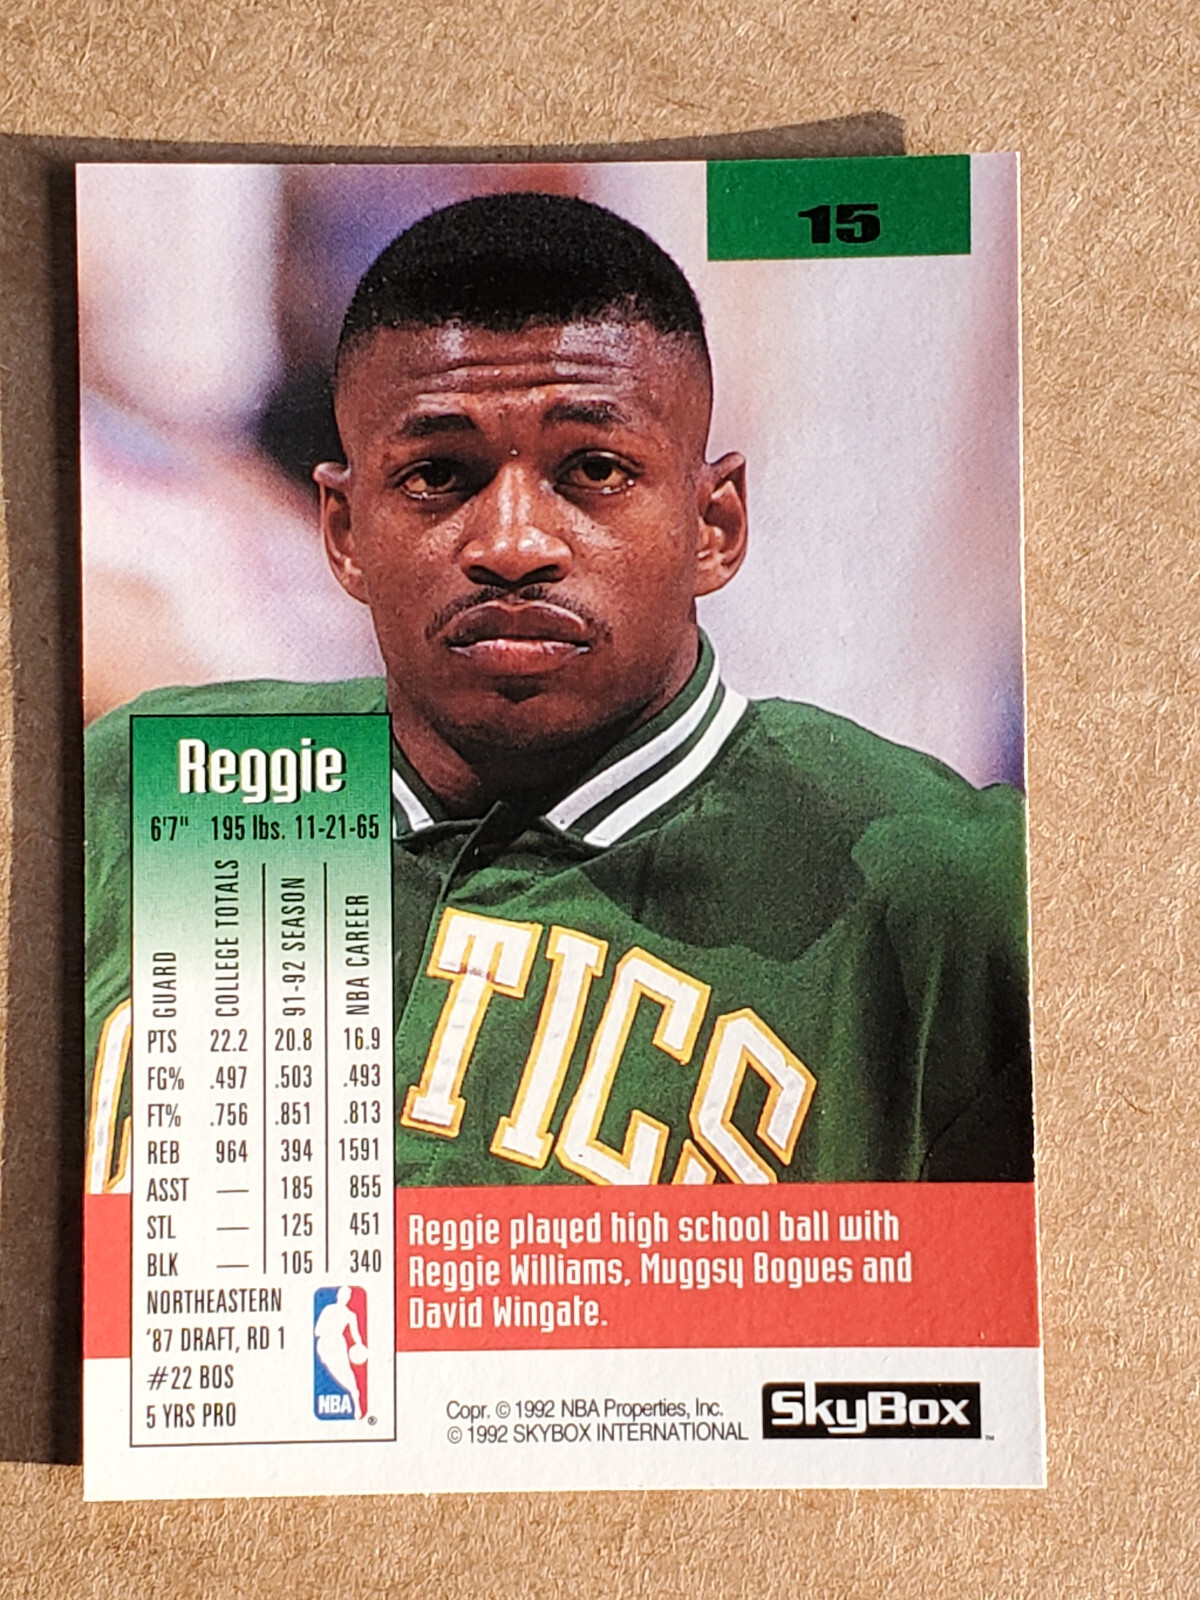 15
Reggie
6'7" 195 lbs. 11-21-65
GUARD COLLEGE TOTALS 91-92 SEASON NBA CAREER
PTS 22.2 20.8 16.9
FG% .497 .503 .493
FT% .756 .851 .813
REB 964 394 1591
ASST — 185 855
STL — 125 451
BLK — 105 340
NORTHEASTERN
'87 DRAFT, RD 1
#22 BOS
5 YRS PRO
NBA ®
TICS
Reggie played high school ball with
Reggie Williams, Muggsy Bogues and
David Wingate.
Copr. © 1992 NBA Properties, Inc.
© 1992 SKYBOX INTERNATIONAL
SkyBox ™